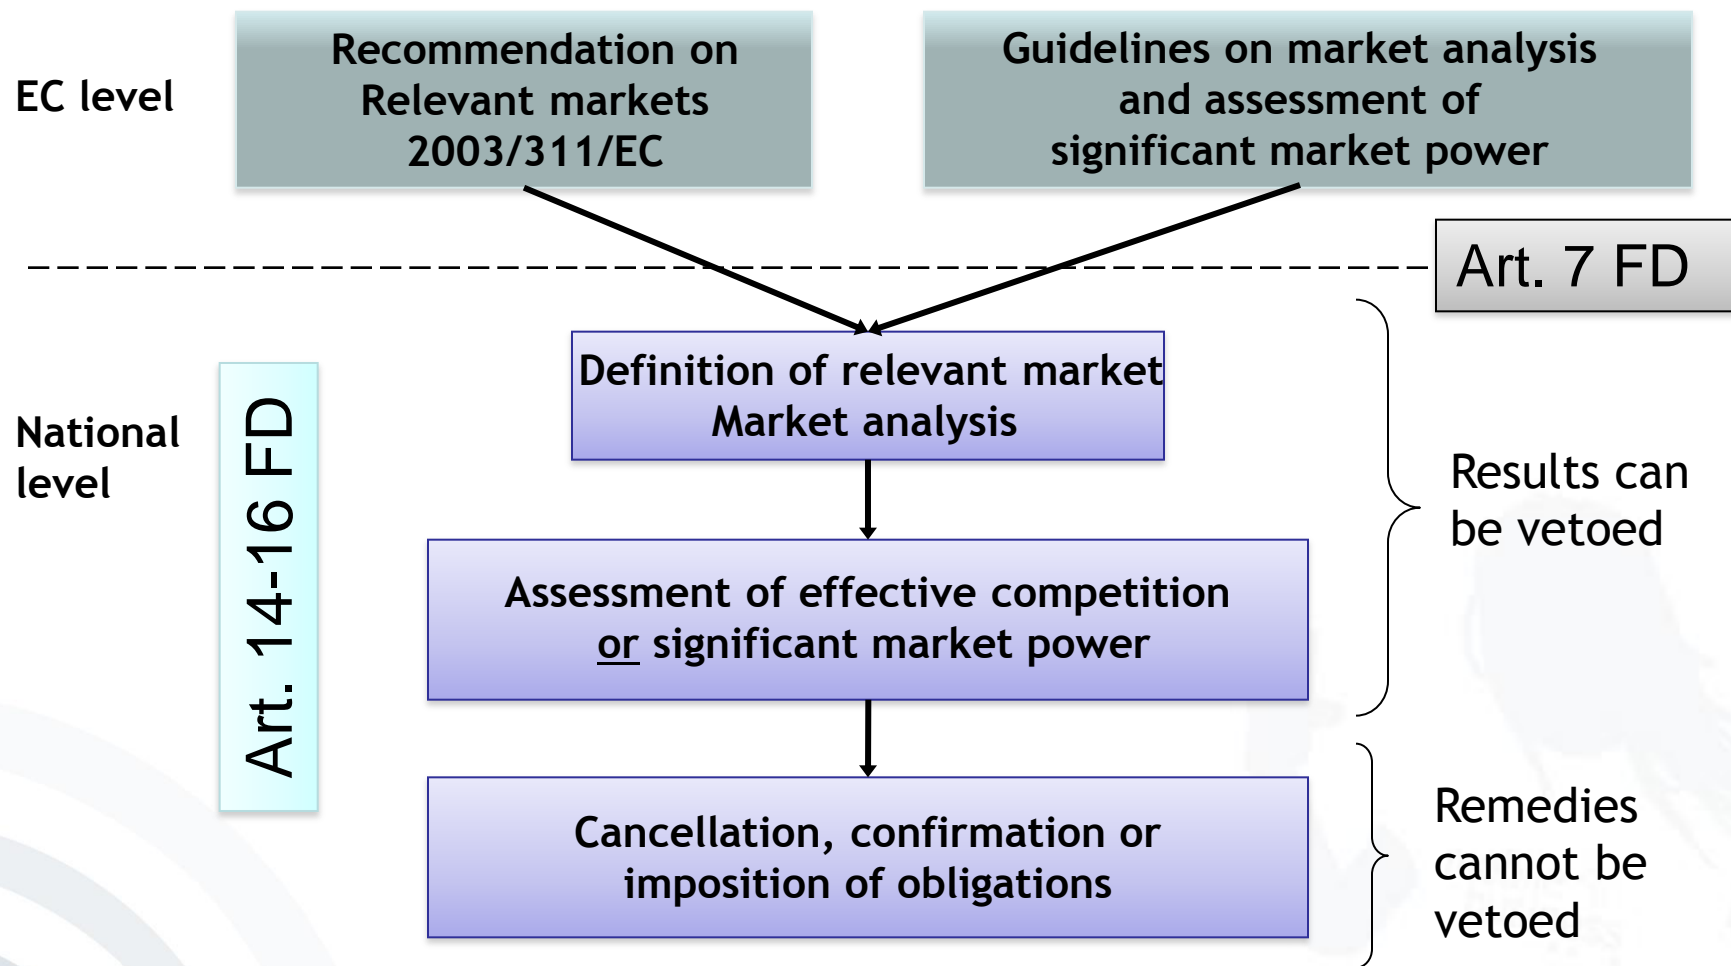 EC level
Recommendation on
Relevant markets
2003/311/EC
Guidelines on market analysis
and assessment of
significant market power
Art. 7 FD
National
level
Art. 14-16 FD
Definition of relevant market
Market analysis
Assessment of effective competition
or significant market power
Results can
be vetoed
Cancellation, confirmation or
imposition of obligations
Remedies
cannot be
vetoed